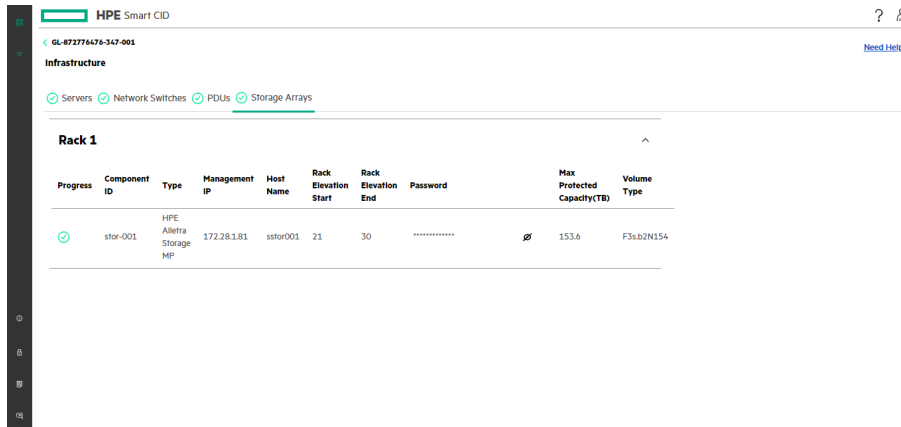 HPE Smart CID
?
< GL-872776476-347-001
Need Help
Infrastructure
Servers Network Switches PDUs Storage Arrays
Rack 1
Progress Component ID Type Management IP Host Name Rack Elevation Start Rack Elevation End Password Max Protected Capacity(TB) Volume Type
stor-001 HPE Alletra Storage MP 172.28.1.81 sstor001 21 30 ************ 153.6 F3s.b2N154